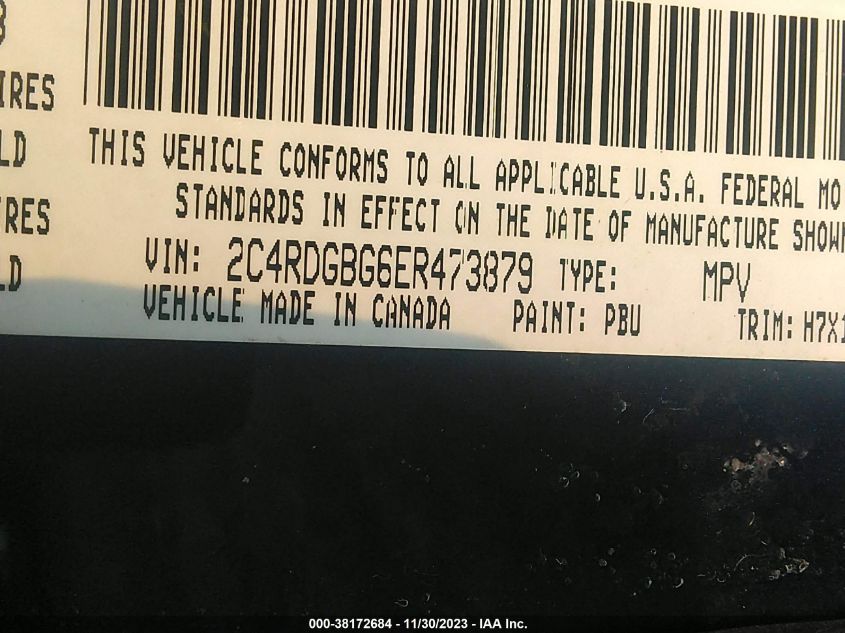 IRES
THIS VEHICLE CONFORMS TO ALL APPLICABLE U.S.A. FEDERAL MO
LD
STANDARDS IN EFFECT ON THE DATE OF MANUFACTURE SHOWN
RES
VIN: 2C4RDGBG6ER473879 TYPE: MPV
LD
VEHICLE MADE IN CANADA PAINT: PBU TRIM: H7X1
000-38172684 - 11/30/2023 - IAA Inc.